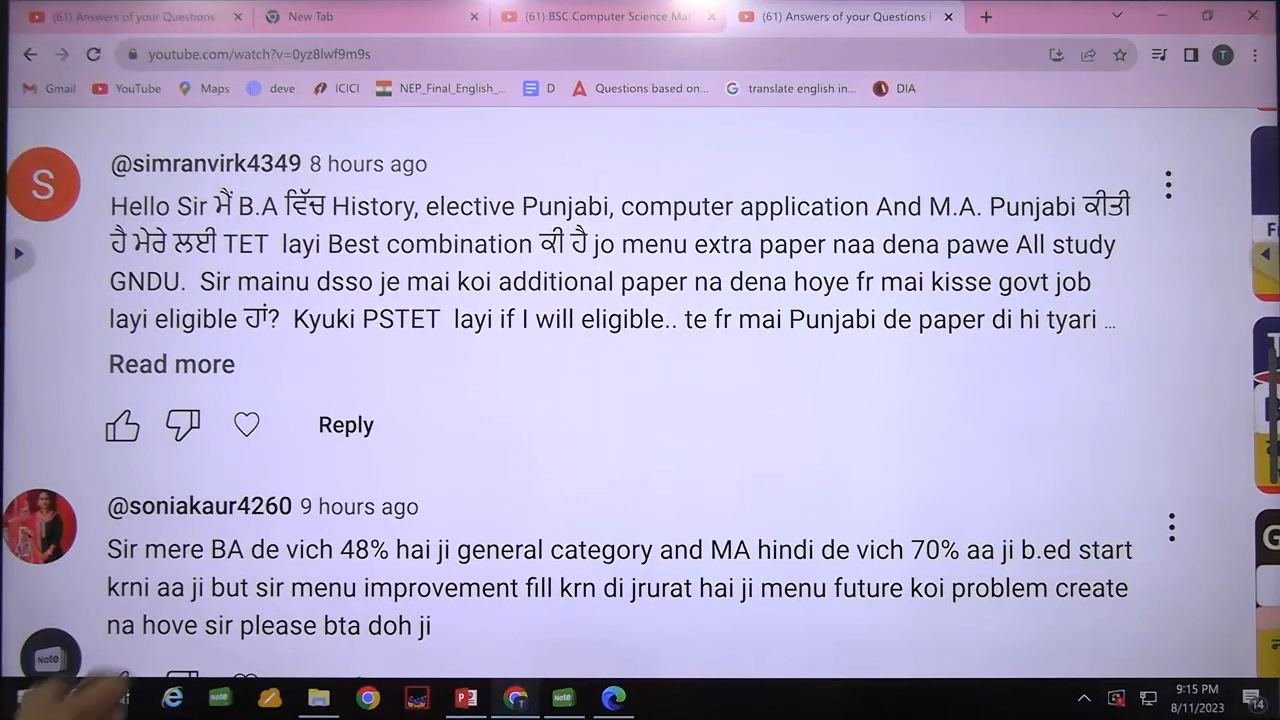 (61) Answers of your Questions
New Tab
(61) BSC Computer Science Mat
(61) Answers of your Questions
youtube.com/watch?v=0yz8lwf9m9s
T
Gmail
YouTube
Maps
deve
ICICI
NEP_Final_English_...
D
Questions based on...
translate english in...
DIA
S
@simranvirk4349 8 hours ago
Hello Sir ਮੈਂ B.A ਵਿੱਚ History, elective Punjabi, computer application And M.A. Punjabi ਕੀਤੀ
ਹੈ ਮੇਰੇ ਲਈ TET layi Best combination ਕੀ ਹੈ jo menu extra paper naa dena pawe All study
GNDU. Sir mainu dsso je mai koi additional paper na dena hoye fr mai kisse govt job
layi eligible ਹਾਂ? Kyuki PSTET layi if I will eligible.. te fr mai Punjabi de paper di hi tyari ...
Read more
Reply
@soniakaur4260 9 hours ago
Sir mere BA de vich 48% hai ji general category and MA hindi de vich 70% aa ji b.ed start
krni aa ji but sir menu improvement fill krn di jrurat hai ji menu future koi problem create
na hove sir please bta doh ji
Note
Note
Note
9:15 PM
8/11/2023
14